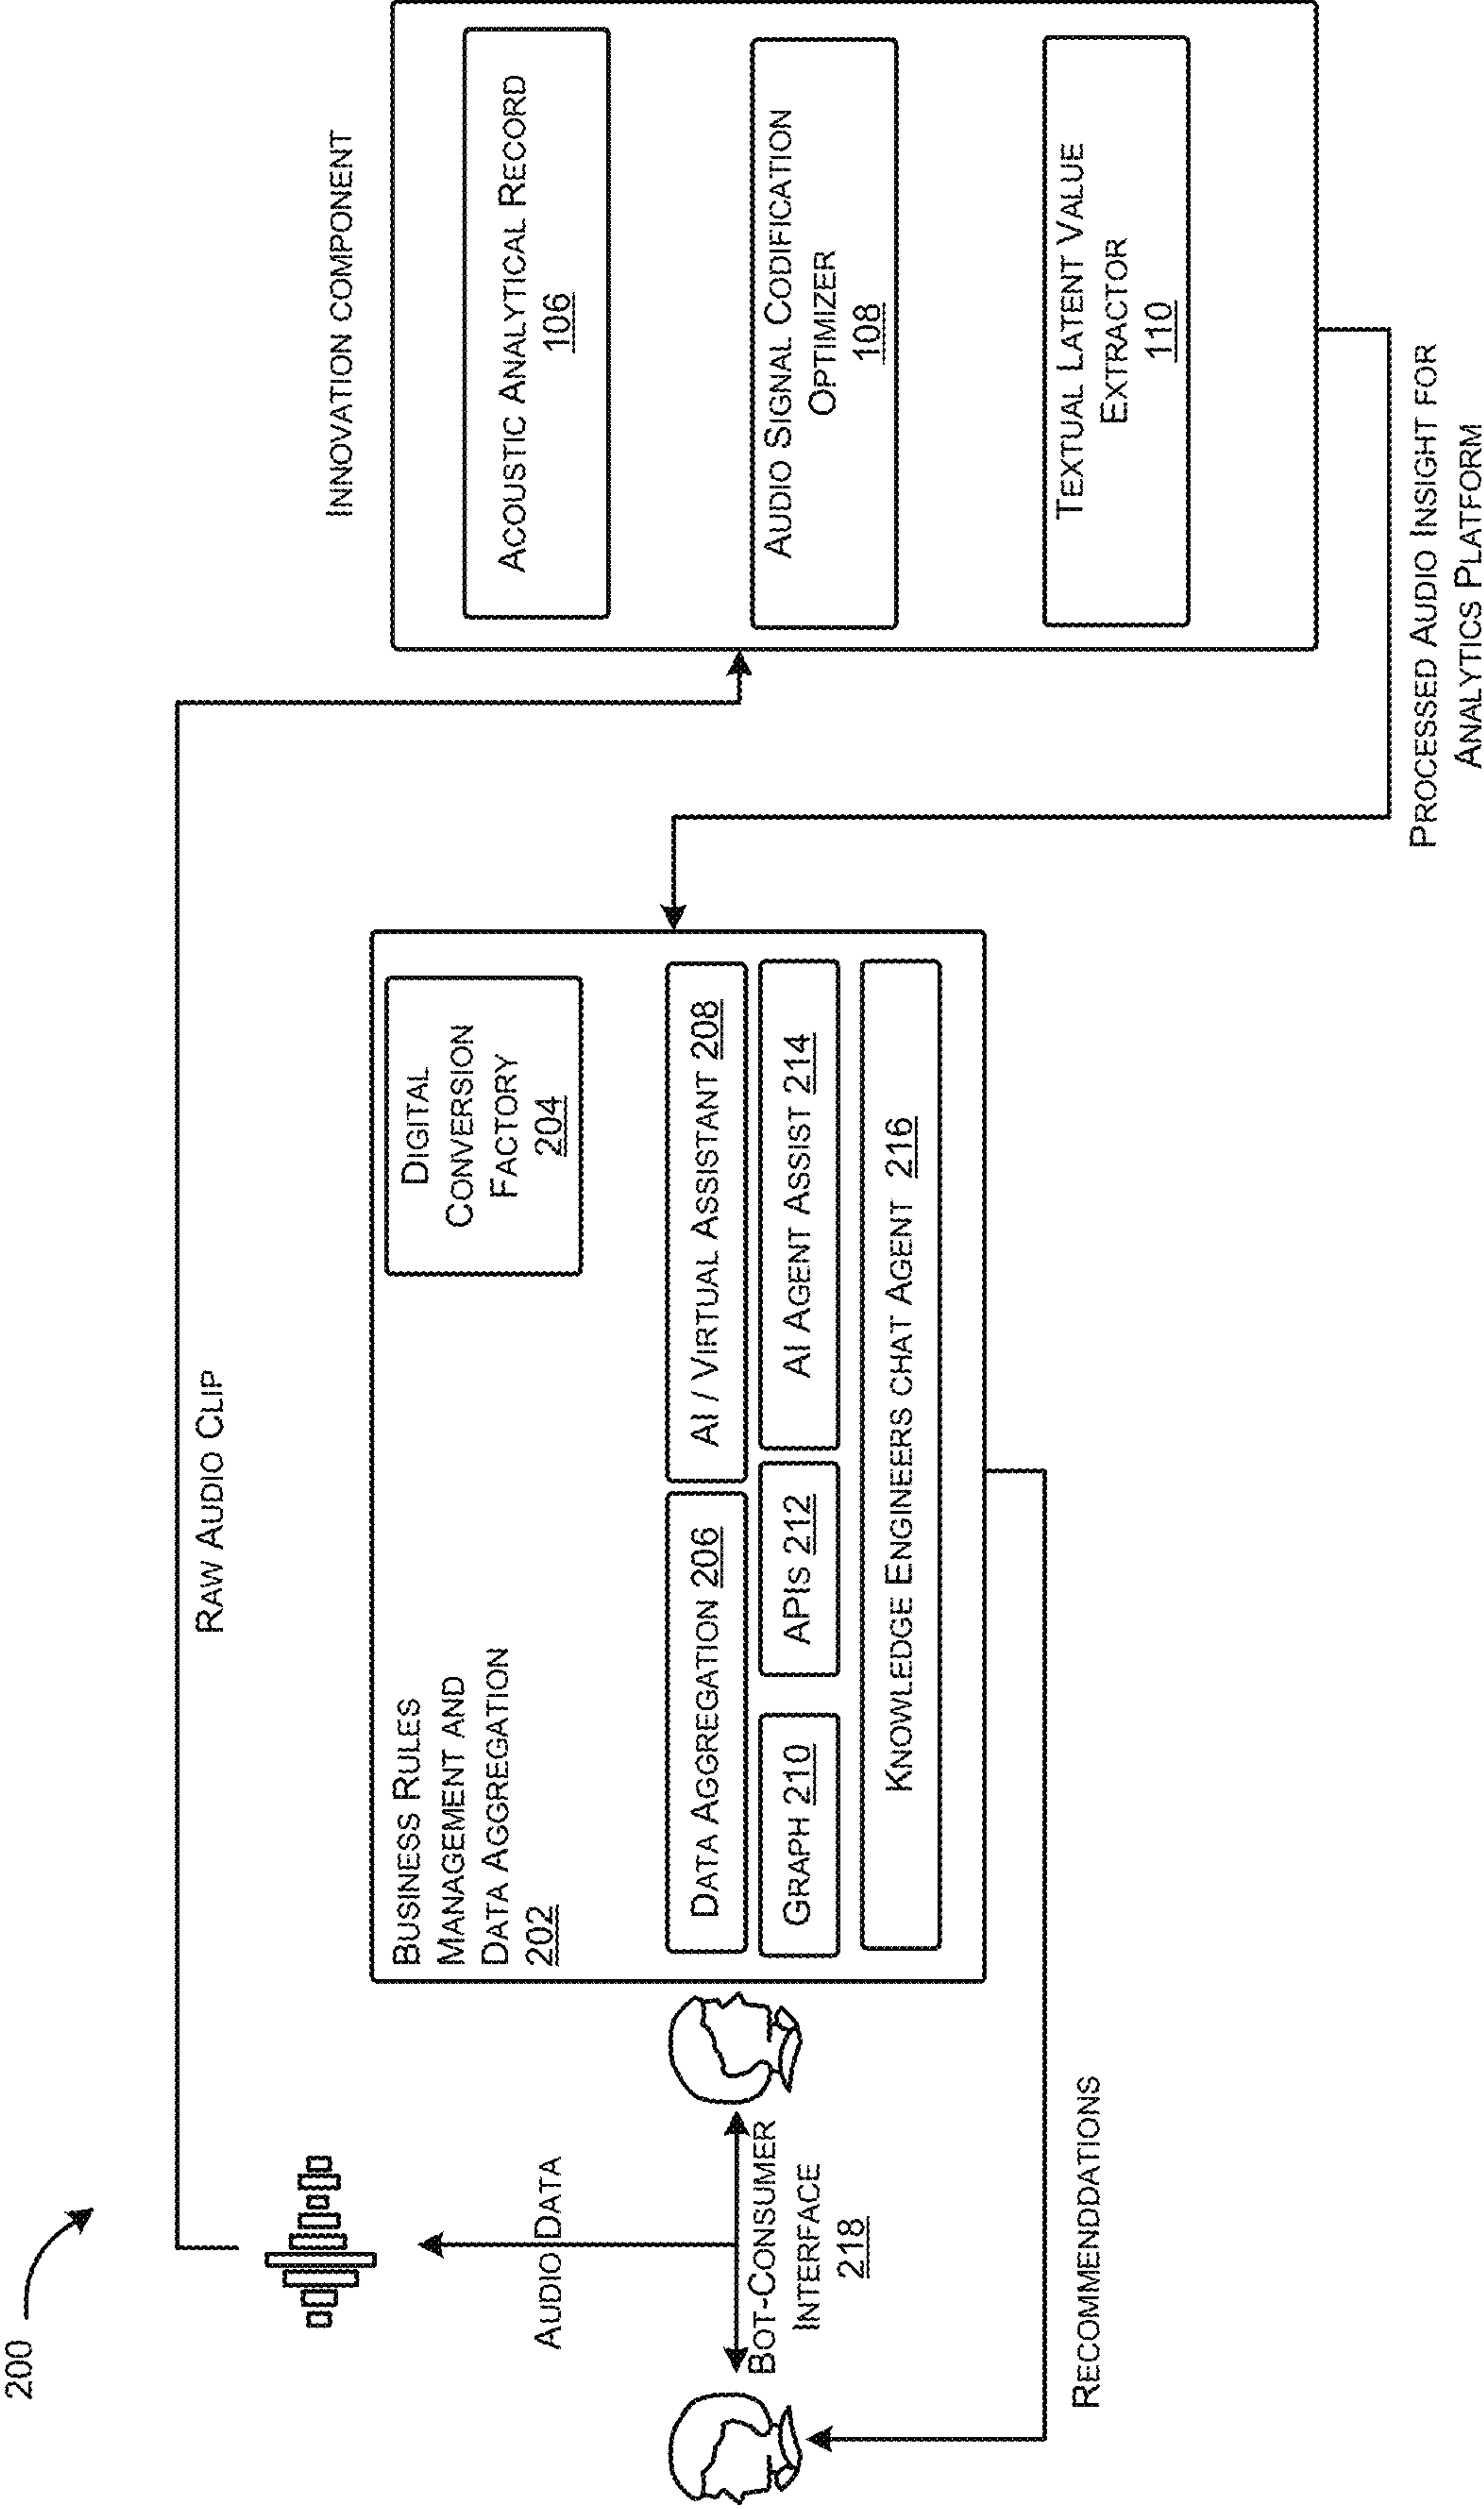 200
RAW AUDIO CLIP
AUDIO DATA
BOT-CONSUMER
INTERFACE
218
BUSINESS RULES
MANAGEMENT AND
DATA AGGREGATION
202
DIGITAL
CONVERSION
FACTORY
204
DATA AGGREGATION 206
AI / VIRTUAL ASSISTANT 208
GRAPH 210
APIS 212
AI AGENT ASSIST 214
KNOWLEDGE ENGINEERS CHAT AGENT 216
RECOMMENDDATIONS
INNOVATION COMPONENT
ACOUSTIC ANALYTICAL RECORD
106
AUDIO SIGNAL CODIFICATION
OPTIMIZER
108
TEXTUAL LATENT VALUE
EXTRACTOR
110
PROCESSED AUDIO INSIGHT FOR
ANALYTICS PLATFORM